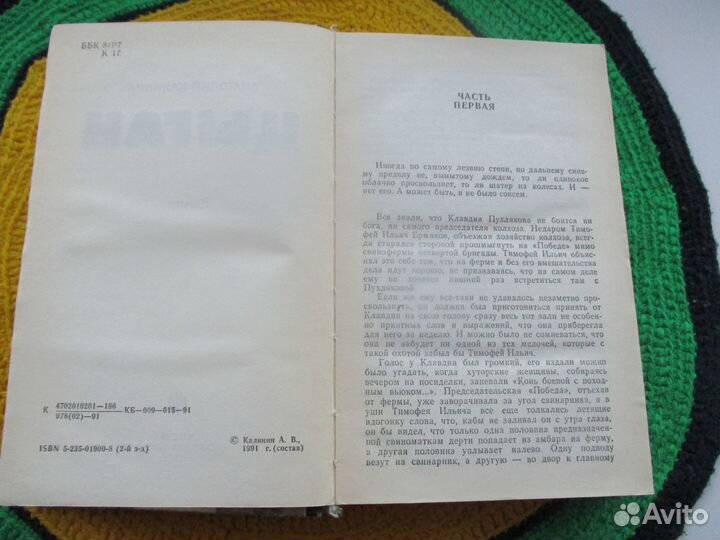 ББК 84Р7
К 17
АНАТОЛИЙ КАЛИНИН
ЦЫГАН
К 4702010201—186 КБ—009—015—91
078(02)—91
ISBN 5-235-01900-8 (2-й з-д)
© Калинин А. В.,
1991 г. (состав)
ЧАСТЬ
ПЕРВАЯ
Иногда по самому лезвию степи, по дальнему сине-
му пределу ее, вымытому дождем, то ли одинокое
облачко проскользнет, то ли шатер на колесах. И —
нет его. А может быть, и не было совсем.
Все знали, что Клавдия Пухлякова не боится ни
бога, ни самого председателя колхоза. Недаром Тимо-
фей Ильич Ермаков, объезжая хозяйство колхоза, всег-
да старался стороной прошмыгнуть на «Победе» мимо
свинофермы четвертой бригады. Тимофей Ильич объяс-
нял это себе тем, что на ферме и без его вмешательства
дела идут хорошо, не признаваясь, что на самом деле
ему не хочется лишний раз встретиться там с
Пухляковой.
Если же ему все-таки не удавалось незаметно про-
скользнуть, он должен был приготовиться принять от
Клавдии на свою голову сразу весь тот залп не особен-
но приятных слов и выражений, что она приберегла
для него за неделю. И можно было не сомневаться, что
она не забудет ни одной из тех мелочей, которые с
такой охотой забыл бы Тимофей Ильич.
Голос у Клавдии был громкий, его издали можно
было угадать, когда хуторские женщины, собираясь
вечером на посиделки, запевали «Конь боевой с поход-
ным вьюком...». Председательская «Победа», отъехав
от фермы, уже заворачивала за угол свинарника, а в
уши Тимофея Ильича все еще толкались летящие
вдогонку слова, что, кабы не заливал он с утра глаза,
он бы видел, что только одна половина предназначен-
ной свиноматкам дерти попадает из амбара на ферму,
а другая половина уплывает налево. Одну подводу
везут на свинарник, а другую — во двор к главному
Avito